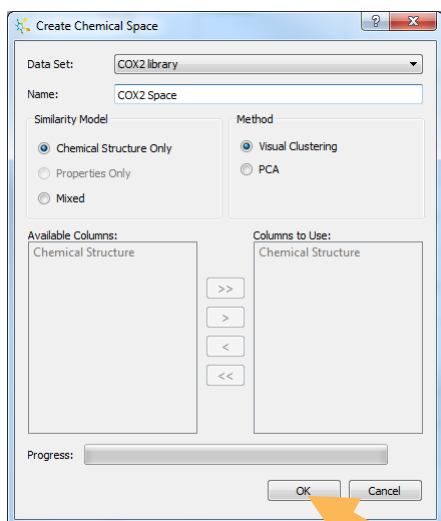 Create Chemical Space
Data Set: COX2 library
Name: COX2 Space
Similarity Model
Chemical Structure Only
Properties Only
Mixed
Method
Visual Clustering
PCA
Available Columns:
Chemical Structure
>>
>
<
<<
Columns to Use:
Chemical Structure
Progress:
OK Cancel